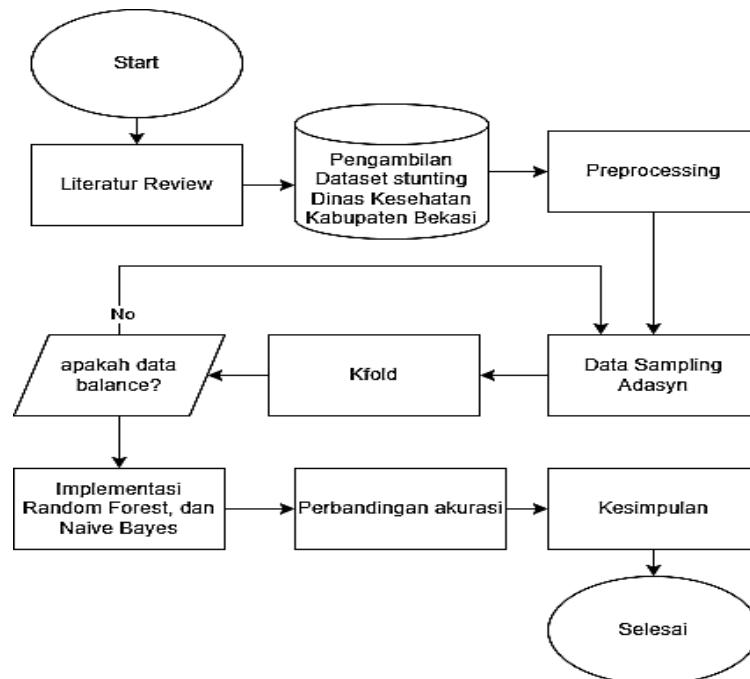 Start
Literatur Review
Pengambilan
Dataset stunting
Dinas Kesehatan
Kabupaten Bekasi
Preprocessing
No
apakah data
balance?
Kfold
Data Sampling
Adasyn
Implementasi
Random Forest, dan
Naive Bayes
Perbandingan akurasi
Kesimpulan
Selesai